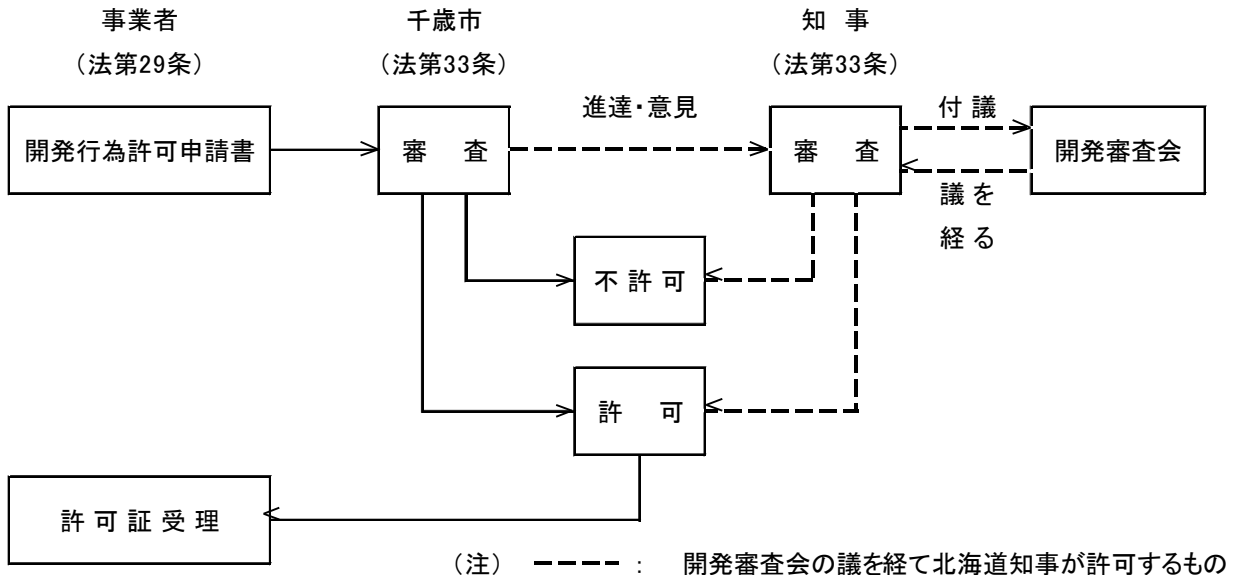 事業者 千歳市 知 事
（法第29条） （法第33条） （法第33条）
進達・意見 付 議
開発行為許可申請書 審 査 審 査 開発審査会
議 を
経 る
不 許 可
許 可
許 可 証 受 理
（注） ---- : 開発審査会の議を経て北海道知事が許可するもの